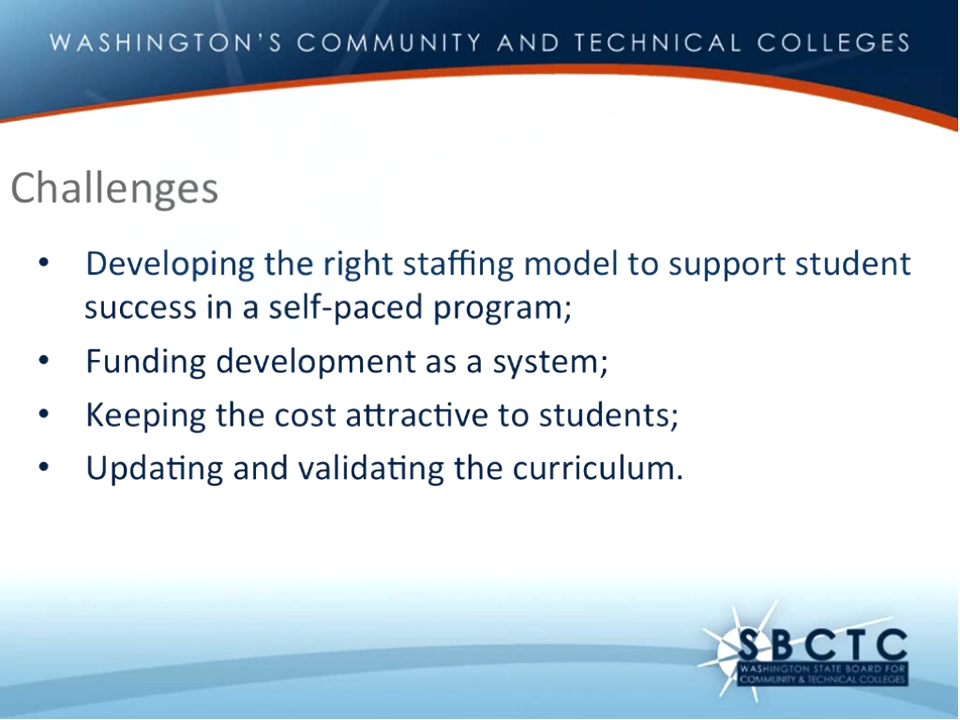 WASHINGTON'S COMMUNITY AND TECHNICAL COLLEGES
Challenges
• Developing the right staffing model to support student
success in a self-paced program;
• Funding development as a system;
• Keeping the cost attractive to students;
• Updating and validating the curriculum.
SBCTC
WASHINGTON STATE BOARD FOR
COMMUNITY & TECHNICAL COLLEGES